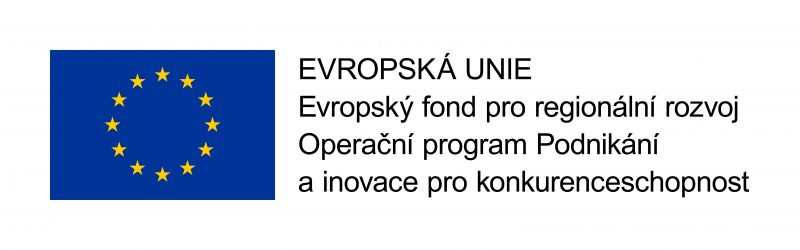 EVROPSKÁ UNIE
Evropský fond pro regionální rozvoj
Operační program Podnikání
a inovace pro konkurenceschopnost